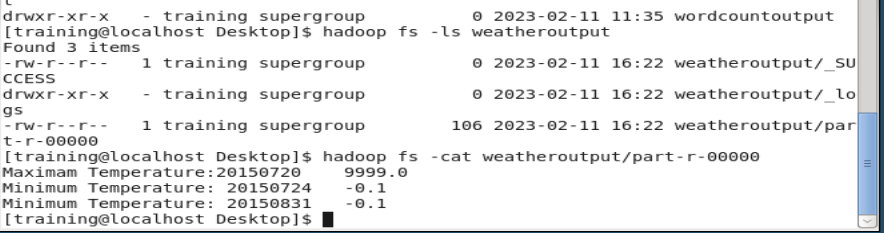 t
drwxr-xr-x   - training supergroup          0 2023-02-11 11:35 wordcountoutput
[training@localhost Desktop]$ hadoop fs -ls weatheroutput
Found 3 items
-rw-r--r--   1 training supergroup          0 2023-02-11 16:22 weatheroutput/_SU
CCESS
drwxr-xr-x   - training supergroup          0 2023-02-11 16:22 weatheroutput/_lo
gs
-rw-r--r--   1 training supergroup        106 2023-02-11 16:22 weatheroutput/par
t-r-00000
[training@localhost Desktop]$ hadoop fs -cat weatheroutput/part-r-00000
Maximam Temperature:20150720    9999.0
Minimum Temperature: 20150724   -0.1
Minimum Temperature: 20150831   -0.1
[training@localhost Desktop]$